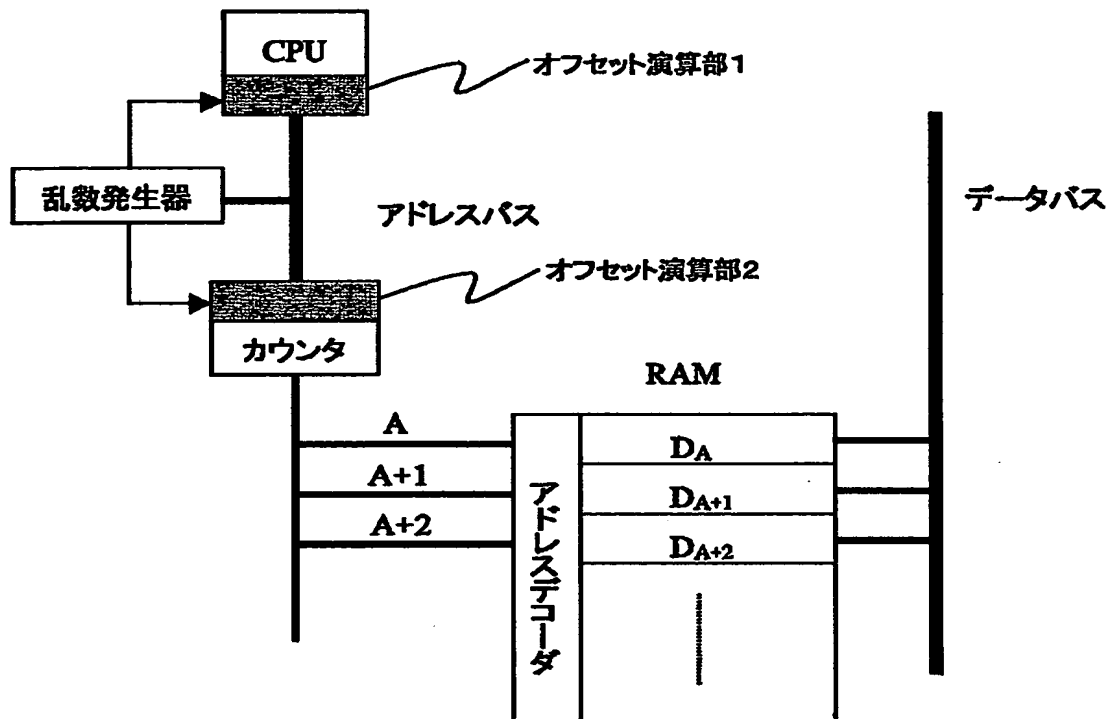 CPU
オフセット演算部1
乱数発生器
アドレスバス
データバス
オフセット演算部2
カウンタ
RAM
A
A+1
A+2
アドレスデコーダ
DA
DA+1
DA+2